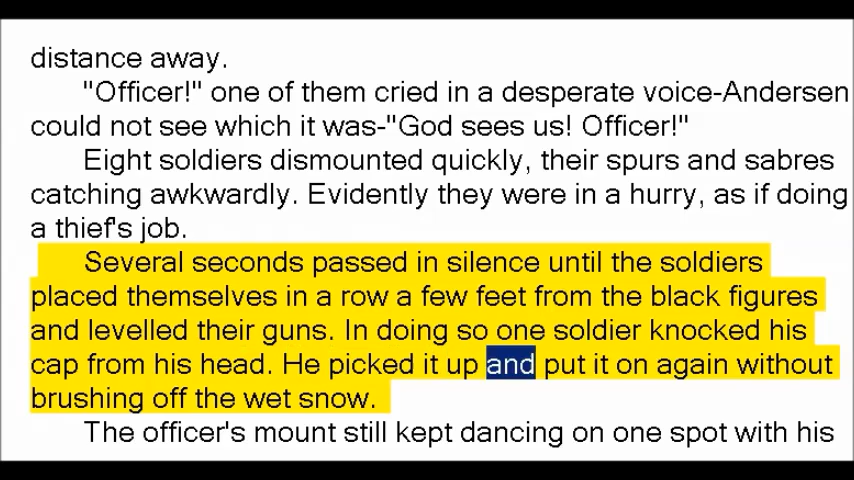 distance away.
"Officer!" one of them cried in a desperate voice-Andersen
could not see which it was-"God sees us! Officer!"
Eight soldiers dismounted quickly, their spurs and sabres
catching awkwardly. Evidently they were in a hurry, as if doing
a thief's job.
Several seconds passed in silence until the soldiers
placed themselves in a row a few feet from the black figures
and levelled their guns. In doing so one soldier knocked his
cap from his head. He picked it up and put it on again without
brushing off the wet snow.
The officer's mount still kept dancing on one spot with his